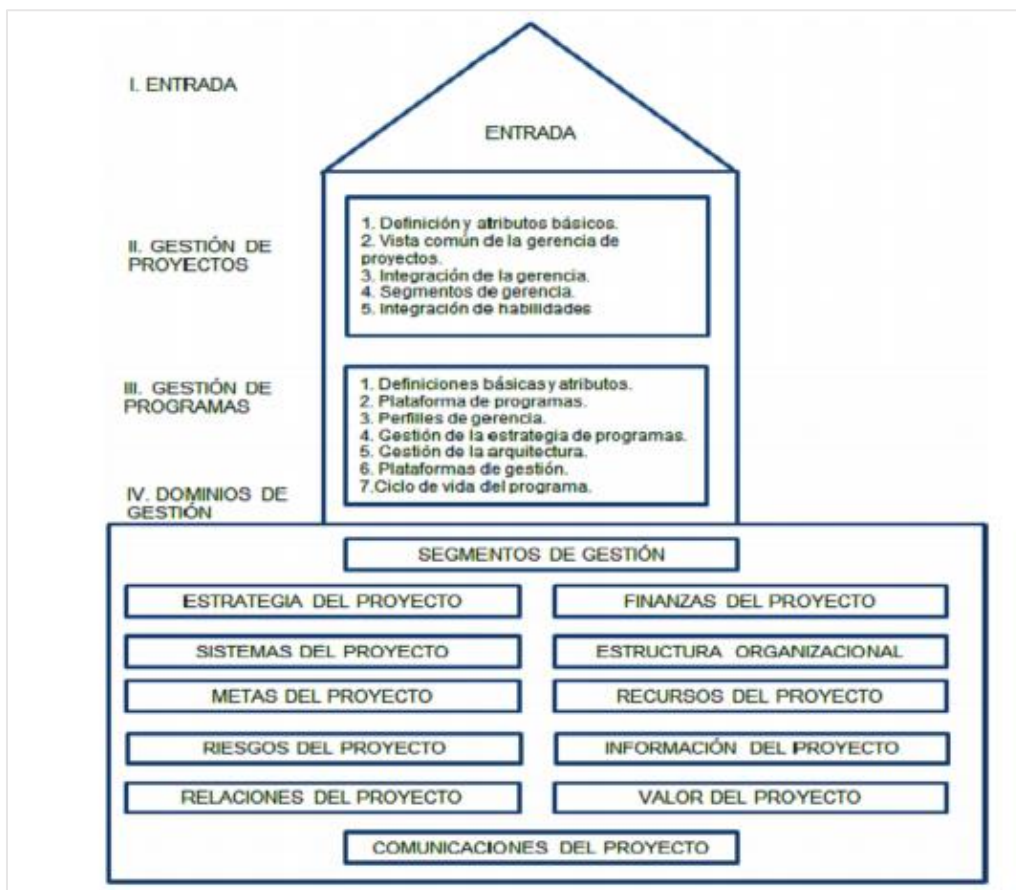 I. ENTRADA
ENTRADA
II. GESTIÓN DE
PROYECTOS
1. Definición y atributos básicos.
2. Vista común de la gerencia de
proyectos.
3. Integración de la gerencia.
4. Segmentos de gerencia.
5. Integración de habilidades
III. GESTIÓN DE
PROGRAMAS
1. Definiciones básicas y atributos.
2. Plataforma de programas.
3. Perfilles de gerencia.
4. Gestión de la estrategia de programas.
5. Gestión de la arquitectura.
6. Plataformas de gestión.
7.Ciclo de vida del programa.
IV. DOMINIOS DE
GESTIÓN
SEGMENTOS DE GESTIÓN
ESTRATEGIA DEL PROYECTO
FINANZAS DEL PROYECTO
SISTEMAS DEL PROYECTO
ESTRUCTURA ORGANIZACIONAL
METAS DEL PROYECTO
RECURSOS DEL PROYECTO
RIESGOS DEL PROYECTO
INFORMACIÓN DEL PROYECTO
RELACIONES DEL PROYECTO
VALOR DEL PROYECTO
COMUNICACIONES DEL PROYECTO